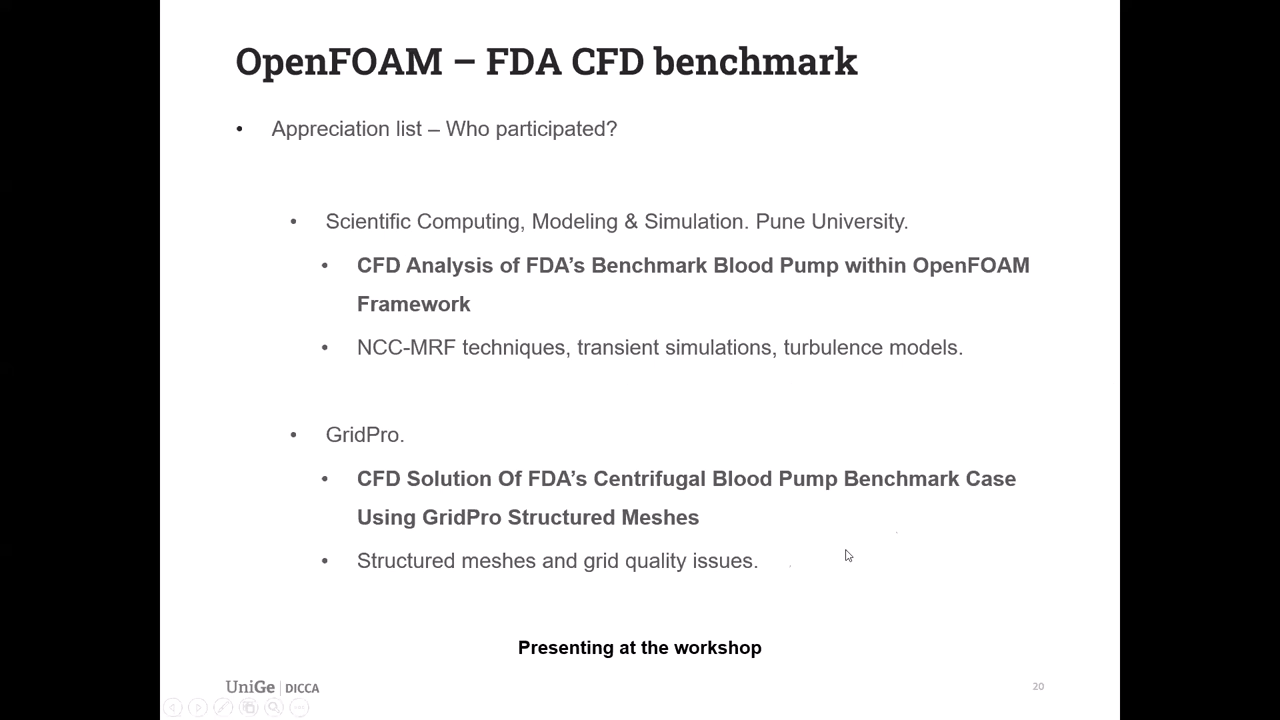 OpenFOAM – FDA CFD benchmark
• Appreciation list – Who participated?
• Scientific Computing, Modeling & Simulation. Pune University.
• CFD Analysis of FDA’s Benchmark Blood Pump within OpenFOAM
Framework
• NCC-MRF techniques, transient simulations, turbulence models.
• GridPro.
• CFD Solution Of FDA’s Centrifugal Blood Pump Benchmark Case
Using GridPro Structured Meshes
• Structured meshes and grid quality issues.
Presenting at the workshop
UniGe | DICCA
20